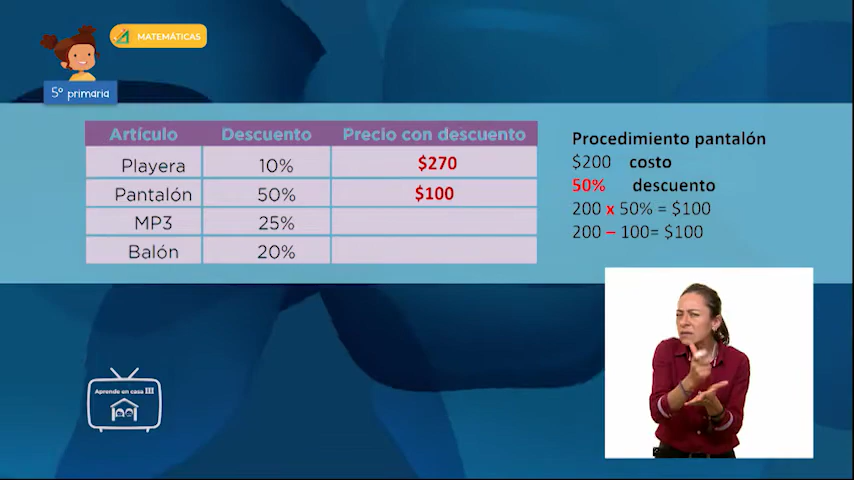 MATEMÁTICAS
5º primaria
Artículo Descuento Precio con descuento
Playera 10% $270
Pantalón 50% $100
MP3 25%
Balón 20%
Procedimiento pantalón
$200 costo
50% descuento
200 x 50% = $100
200 – 100= $100
Aprende en casa III